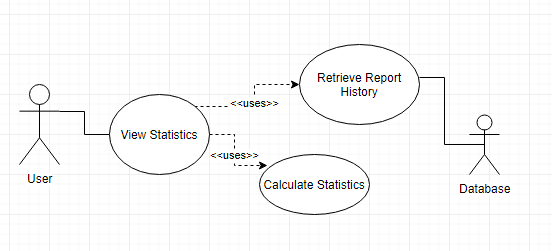 Retrieve Report
History
<<uses>>
View Statistics
<<uses>>
User
Calculate Statistics
Database